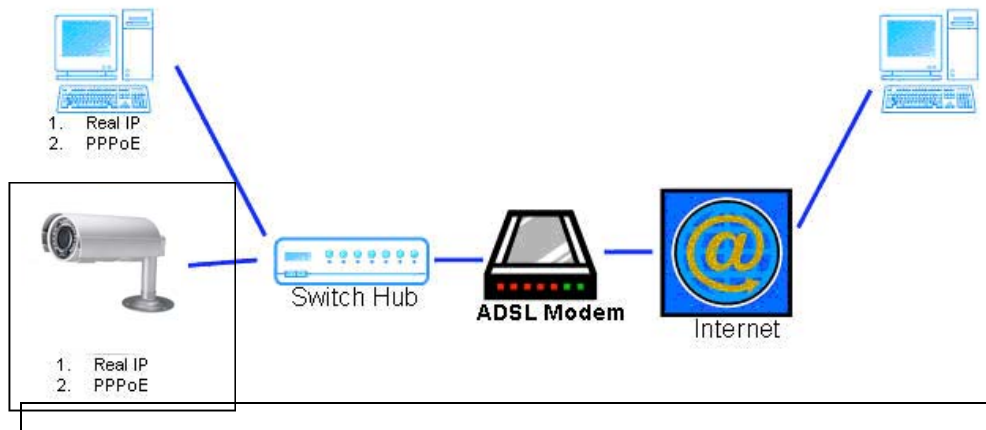 1. Real IP
2. PPPoE
Switch Hub
ADSL Modem
Internet
1. Real IP
2. PPPoE